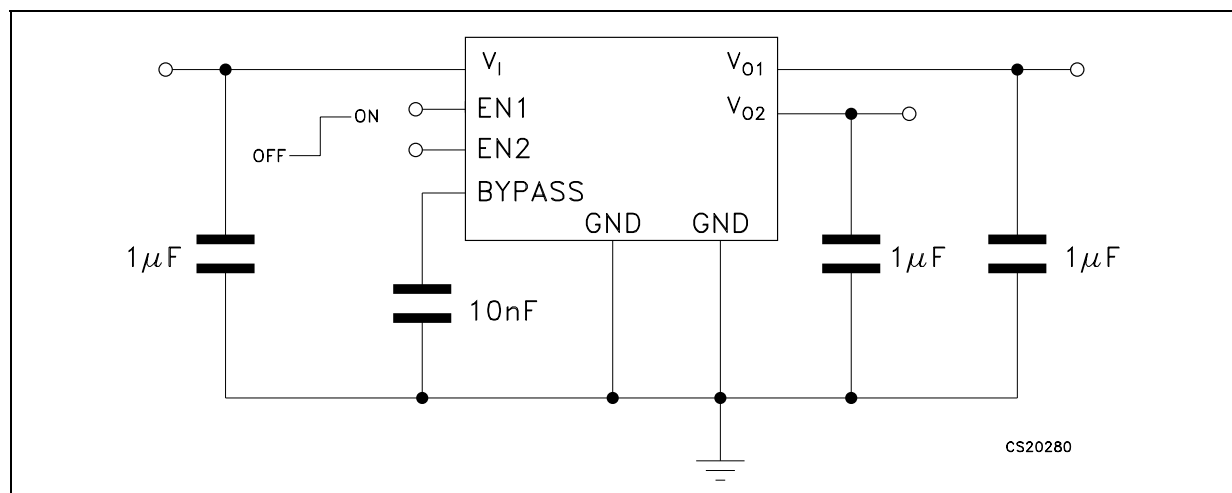 V_I
V_O1
EN1
V_O2
ON
EN2
OFF
BYPASS
GND
GND
1μF
1μF
1μF
10nF
CS20280